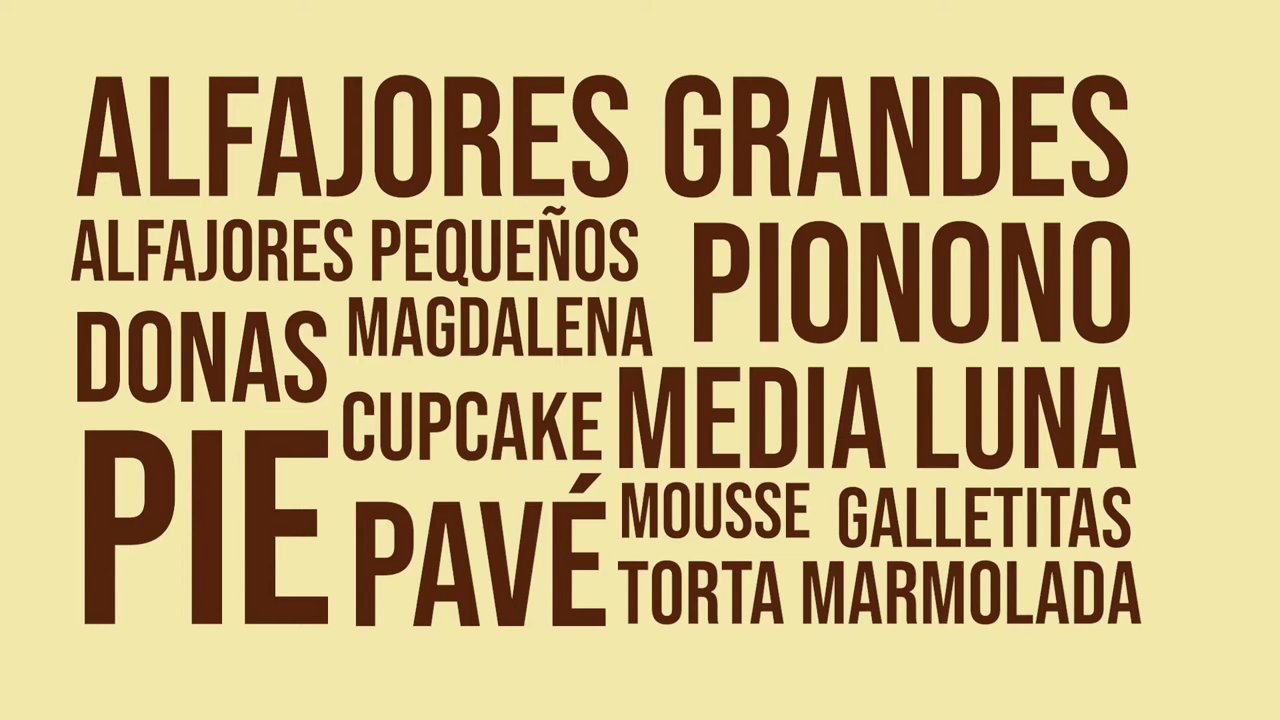 ALFAJORES GRANDES
ALFAJORES PEQUEÑOS
PIONONO
DONAS
MAGDALENA
CUPCAKE
MEDIA LUNA
PIE
PAVÉ
MOUSSE
GALLETITAS
TORTA MARMOLADA